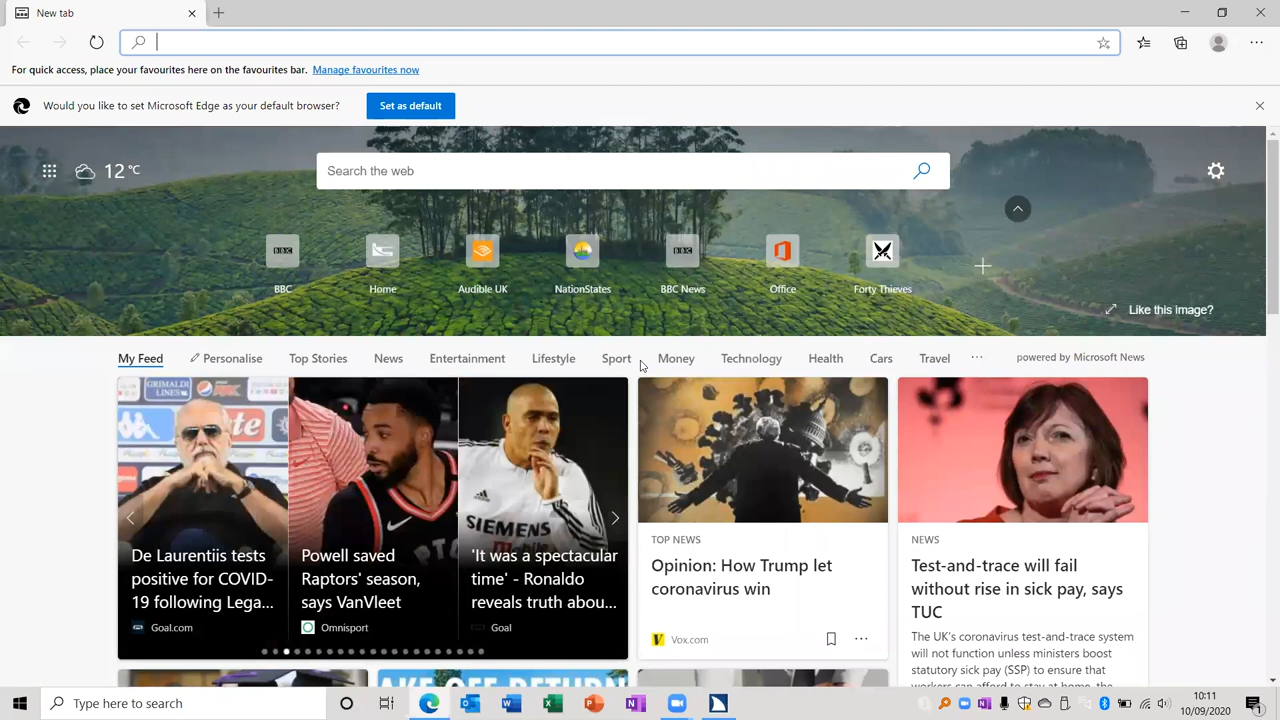 New tab
For quick access, place your favourites here on the favourites bar. Manage favourites now
Would you like to set Microsoft Edge as your default browser? Set as default
12 °C
Search the web
BBC
BBC
BBC Home Audible UK NationStates BBC News Office Forty Thieves
Like this image?
My Feed Personalise Top Stories News Entertainment Lifestyle Sport Money Technology Health Cars Travel ... powered by Microsoft News
GRIMALDI
LINES
pepsi
SIEMENS
De Laurentiis tests
positive for COVID-
19 following Lega...
Goal.com
Powell saved
Raptors' season,
says VanVleet
Omnisport
'It was a spectacular
time' - Ronaldo
reveals truth abou...
Goal
TOP NEWS
Opinion: How Trump let
coronavirus win
Vox.com
NEWS
Test-and-trace will fail
without rise in sick pay, says
TUC
The UK's coronavirus test-and-trace system
will not function unless ministers boost
statutory sick pay (SSP) to ensure that
workers can afford to stay at home, the
Type here to search
10:11
10/09/2020